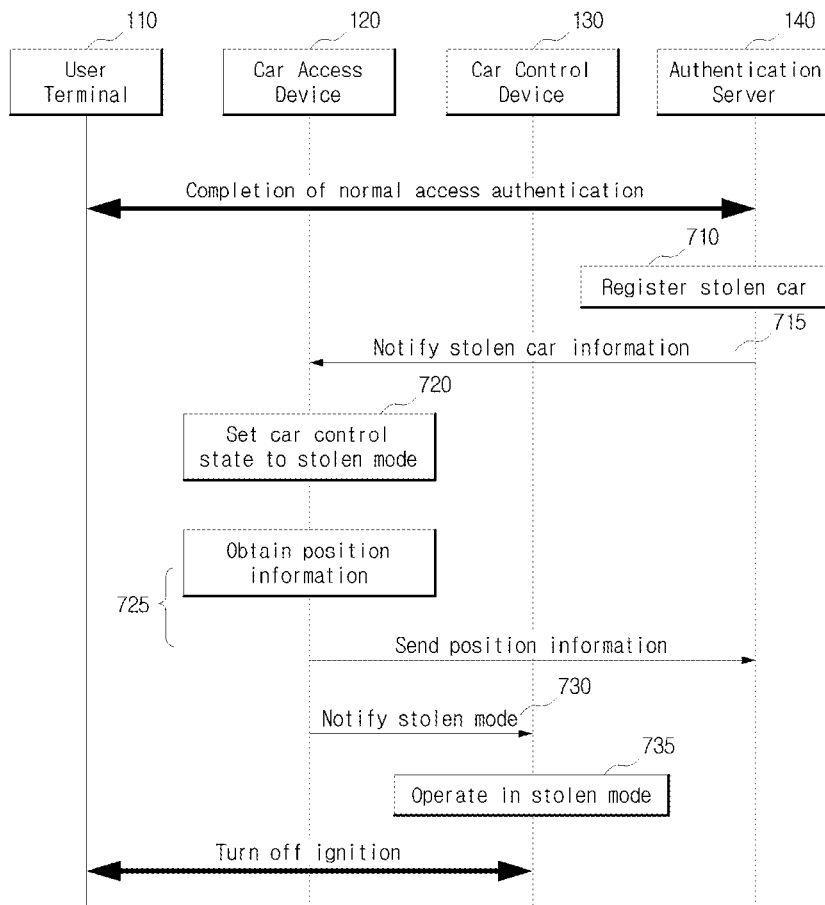 110
120
130
140
User
Terminal
Car Access
Device
Car Control
Device
Authentication
Server
Completion of normal access authentication
710
Register stolen car
715
Notify stolen car information
720
Set car control
state to stolen mode
Obtain position
information
725
Send position information
730
Notify stolen mode
735
Operate in stolen mode
Turn off ignition